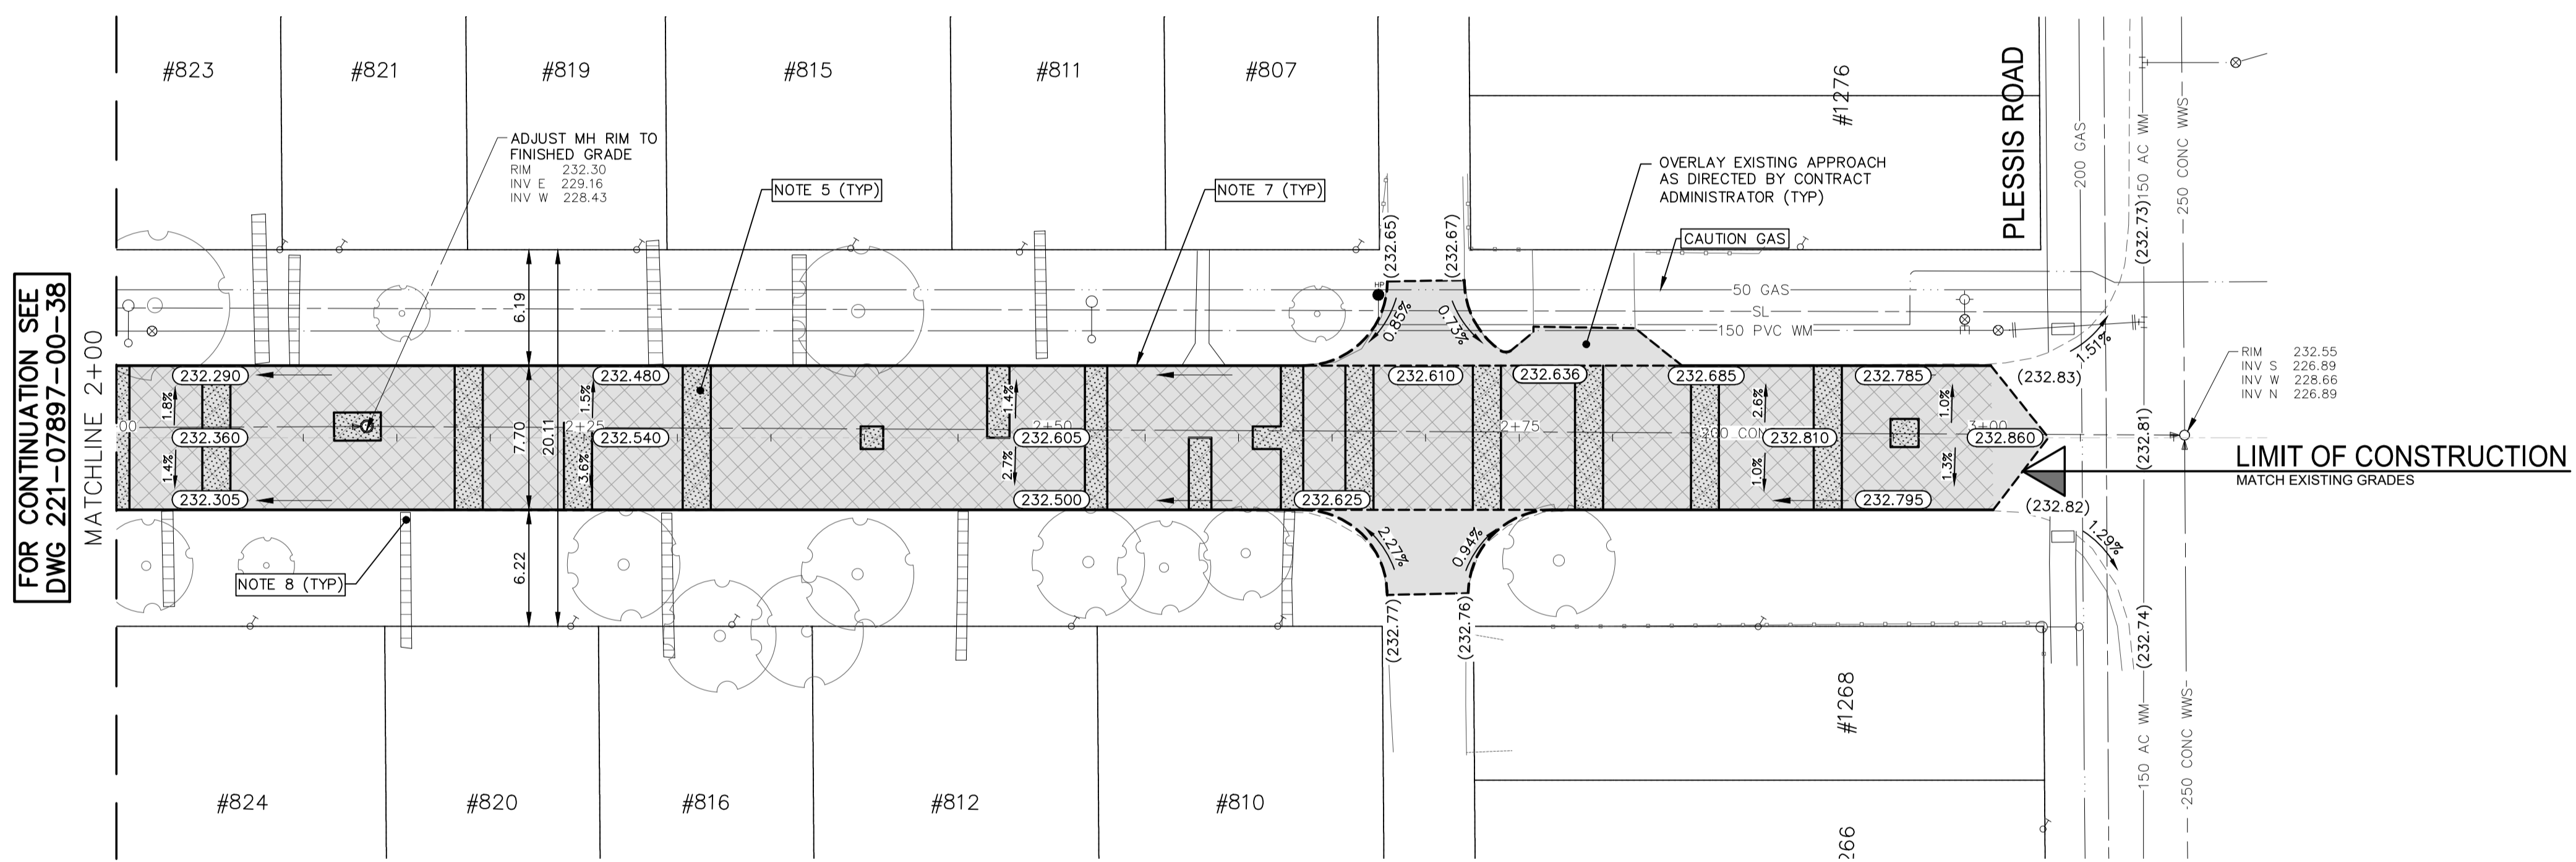 #823
#821
#819
#815
#811
#807
#1276
PLESSIS ROAD
200 GAS
150 AC WM
250 CONC WWS
ADJUST MH RIM TO
FINISHED GRADE
RIM 232.30
INV E 229.16
INV W 228.43
NOTE 5 (TYP)
NOTE 7 (TYP)
OVERLAY EXISTING APPROACH
AS DIRECTED BY CONTRACT
ADMINISTRATOR (TYP)
CAUTION GAS
(232.65)
(232.67)
(232.73)
FOR CONTINUATION SEE
DWG 221-07897-00-38
MATCHLINE 2+00
6.19
HP
50 GAS
SL
150 PVC WM
0.85%
0.73%
1.51%
RIM 232.55
INV S 226.89
INV W 228.66
INV N 226.89
232.290
232.480
232.610
232.636
232.685
232.785
(232.83)
1.8%
1.5%
1.4%
2.6%
1.0%
00
2+25
2+50
2+75
3+00
232.360
7.70
20.11
232.540
232.605
200 CON
232.810
232.860
(232.81)
1.4%
3.6%
2.7%
1.0%
1.3%
232.305
232.500
232.625
232.795
(232.82)
LIMIT OF CONSTRUCTION
MATCH EXISTING GRADES
NOTE 8 (TYP)
6.22
2.27%
0.94%
1.29%
(232.77)
(232.76)
(232.74)
150 AC WM
250 CONC WWS
#824
#820
#816
#812
#810
#1268
266